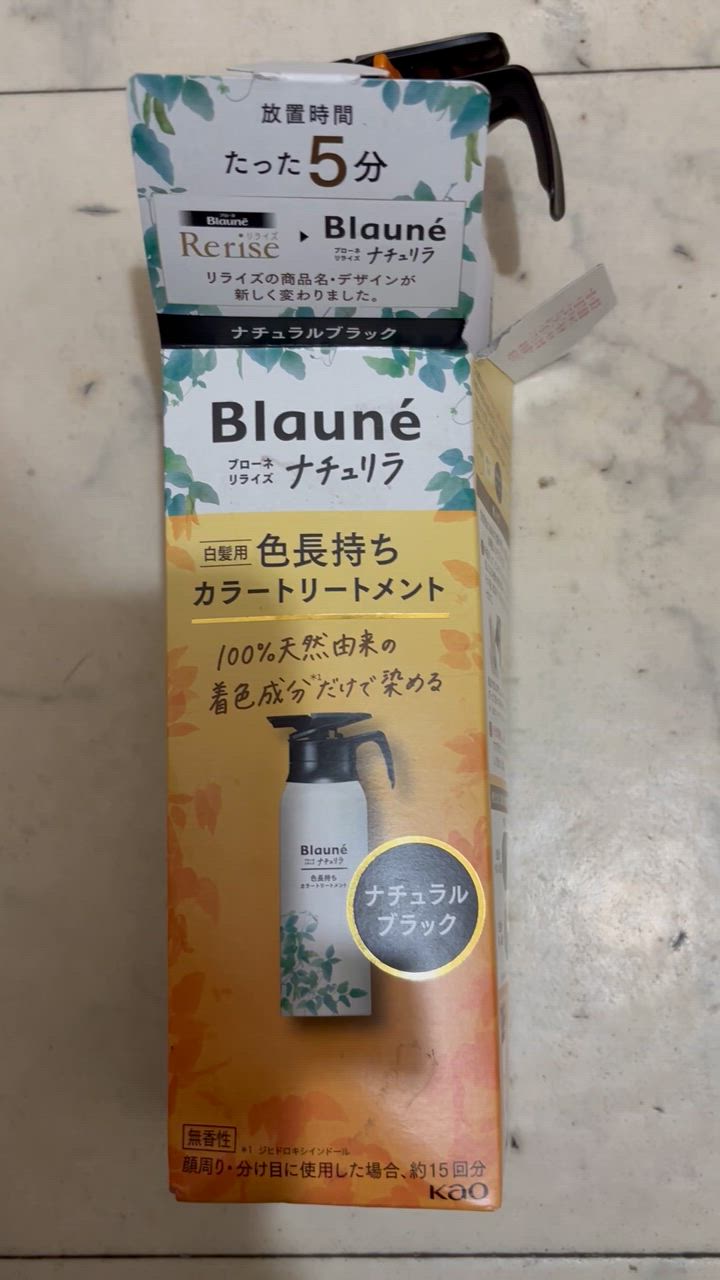 放置時間
たった5分
ブローネ
Blauné
Rerise
リライズ
Blauné
ブローネ
リライズ
ナチュリラ
リライズの商品名・デザインが
新しく変わりました。
ナチュラルブラック
Blauné
ブローネ
リライズ
ナチュリラ
白髪用 色長持ち
カラートリートメント
100%天然由来の
着色成分*1だけで染める
Blauné
ナチュリラ
色長持ち
カラートリートメント
ナチュラル
ブラック
無香性
*1 ジヒドロキシインドール
顔周り・分け目に使用した場合、約15回分
Kao